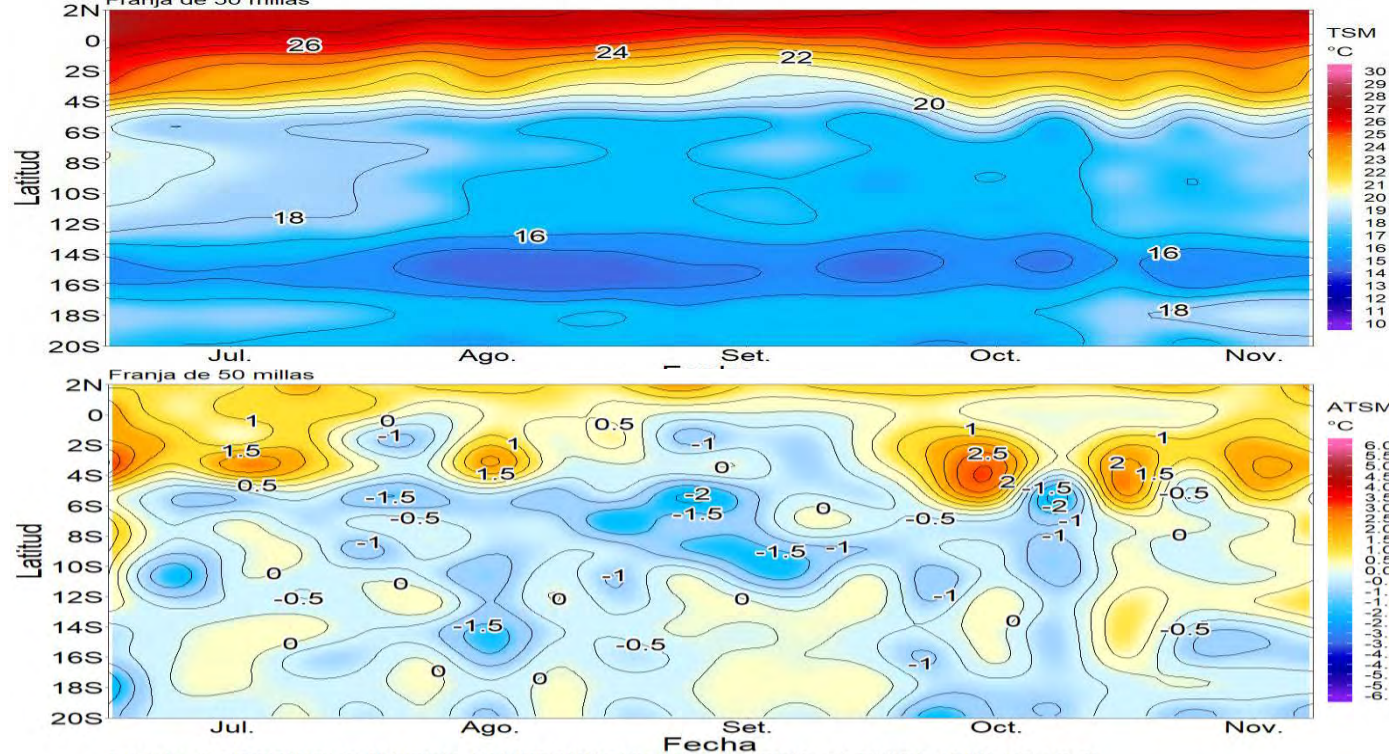 Franja de 50 millas
2N
0
2S
4S
6S
8S
10S
12S
14S
16S
18S
20S
Latitud
26
24
22
20
18
16
16
18
Jul.
Ago.
Set.
Oct.
Nov.
TSM
°C
30
29
28
27
26
25
24
23
22
21
20
19
18
17
16
15
14
13
12
11
10
Franja de 50 millas
2N
0
2S
4S
6S
8S
10S
12S
14S
16S
18S
20S
Latitud
1
0
-1
1.5
0.5
1
1.5
0.5
-1
0
1
2.5
2
-1.5
-2
-1
-1
1
2
1.5
-0.5
0
-1.5
-0.5
-1
-2
-1.5
0
-0.5
-1.5
-1
0
-0.5
0
-1.5
0
-1
0
0
-0.5
0
0
-1
0
-1
-0.5
Jul.
Ago.
Set.
Oct.
Nov.
Fecha
ATSM
°C